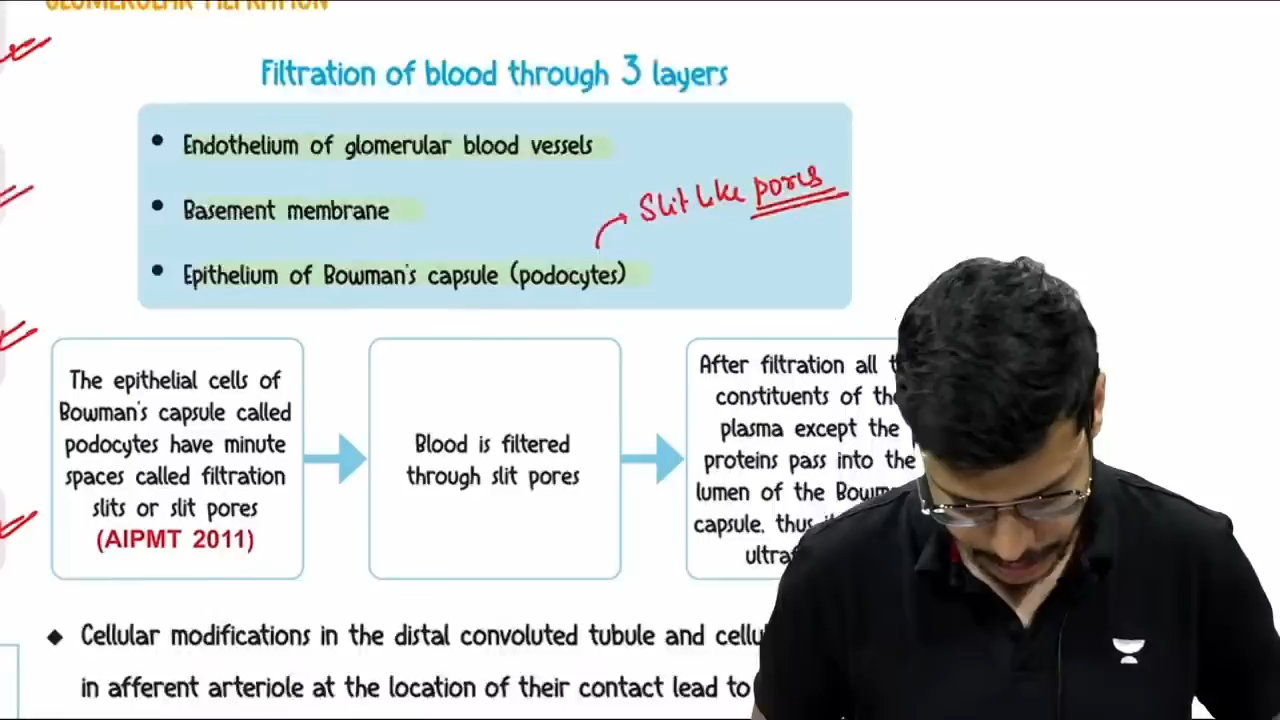 GLOMERULAR FILTRATION
Filtration of blood through 3 layers
• Endothelium of glomerular blood vessels
• Basement membrane
Slit like pores
• Epithelium of Bowman's capsule (podocytes)
The epithelial cells of
Bowman's capsule called
podocytes have minute
spaces called filtration
slits or slit pores
(AIPMT 2011)
Blood is filtered
through slit pores
After filtration all
constituents of the
plasma except the
proteins pass into the
lumen of the
capsule, thus
◆ Cellular modifications in the distal convoluted tubule and
in afferent arteriole at the location of their contact lead to